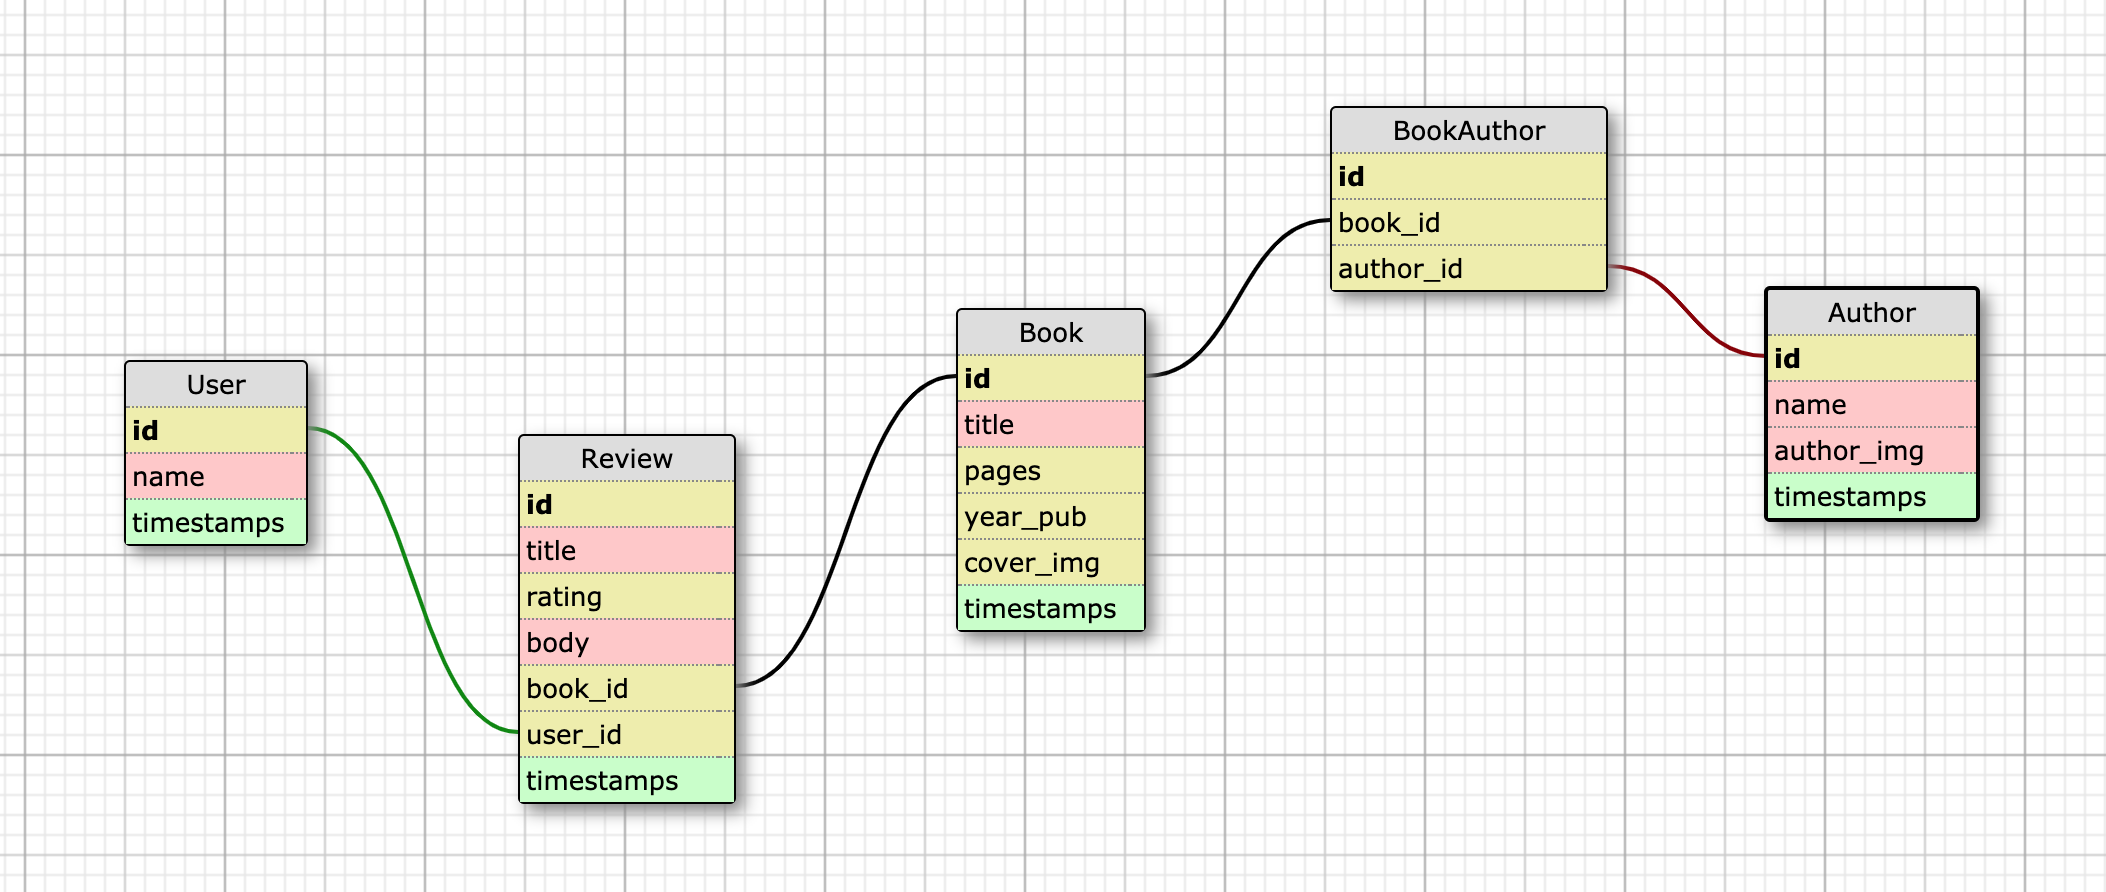 User
id
name
timestamps
Review
id
title
rating
body
book_id
user_id
timestamps
Book
id
title
pages
year_pub
cover_img
timestamps
BookAuthor
id
book_id
author_id
Author
id
name
author_img
timestamps